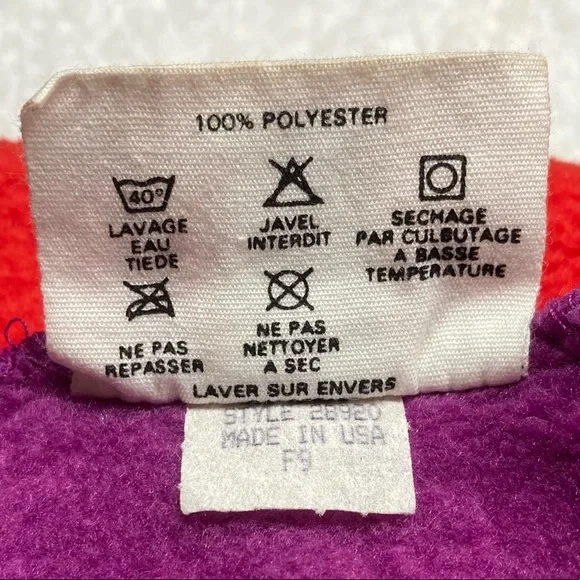 100% POLYESTER
40°
LAVAGE
EAU
TIEDE
JAVEL
INTERDIT
SECHAGE
PAR CULBUTAGE
A BASSE
TEMPERATURE
NE PAS
REPASSER
NE PAS
NETTOYER
A SEC
LAVER SUR ENVERS
STYLE 28920
MADE IN USA
F9